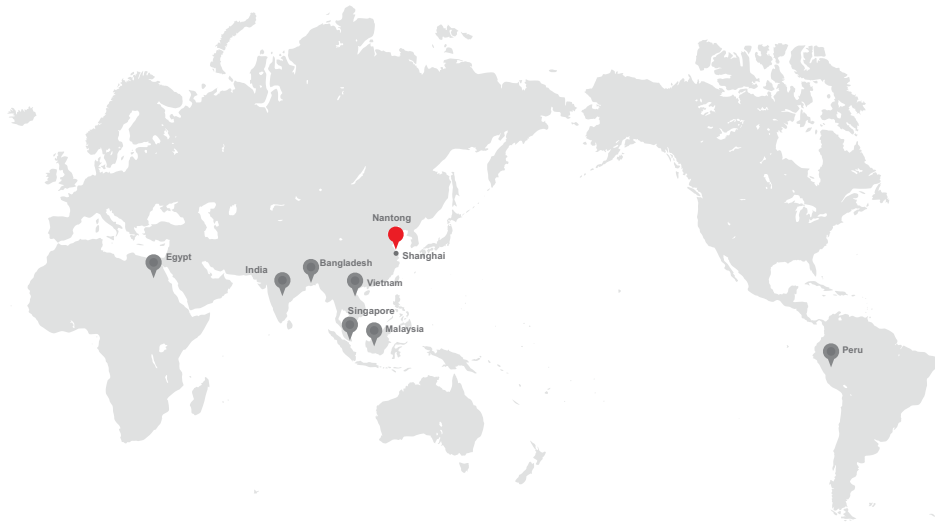 Nantong
Shanghai
Egypt
Bangladesh
India
Vietnam
Singapore
Malaysia
Peru